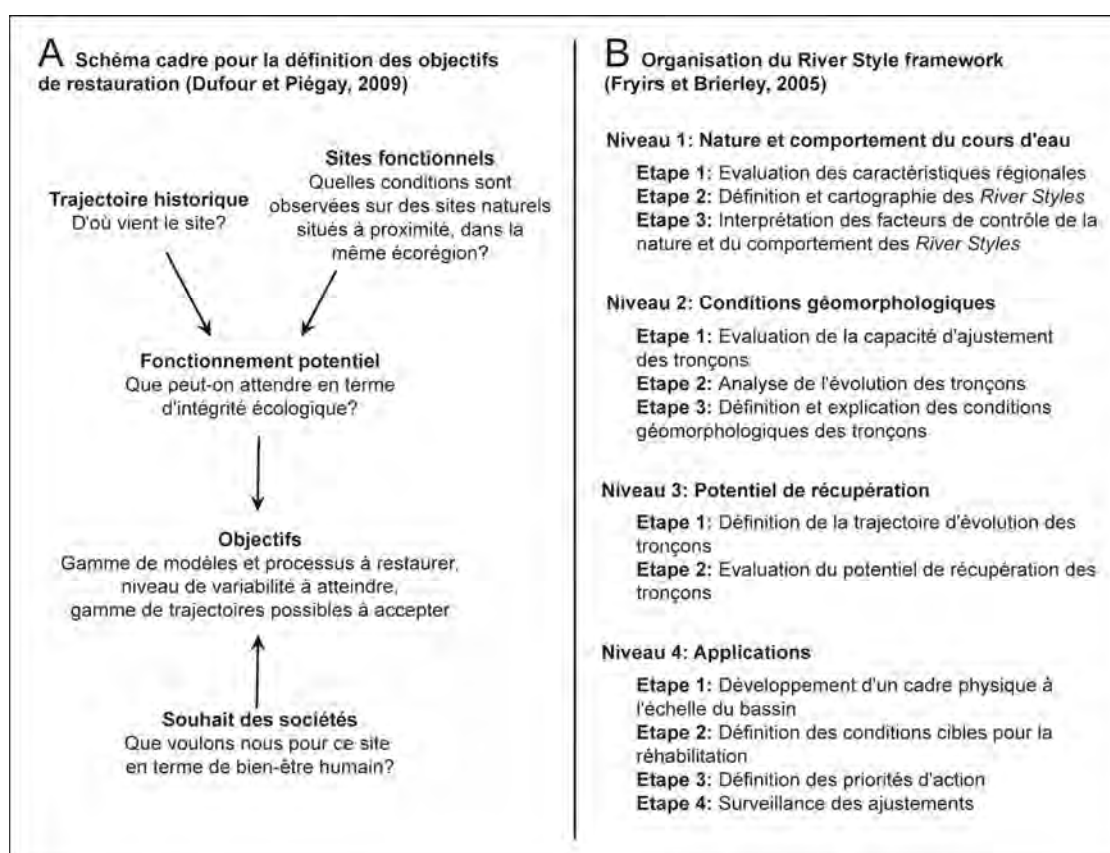 A Schéma cadre pour la définition des objectifs
de restauration (Dufour et Piégay, 2009)
Trajectoire historique
D'où vient le site?
Sites fonctionnels
Quelles conditions sont
observées sur des sites naturels
situés à proximité, dans la
même écorégion?
Fonctionnement potentiel
Que peut-on attendre en terme
d'intégrité écologique?
Objectifs
Gamme de modèles et processus à restaurer,
niveau de variabilité à atteindre,
gamme de trajectoires possibles à accepter
Souhait des sociétés
Que voulons nous pour ce site
en terme de bien-être humain?
B Organisation du River Style framework
(Fryirs et Brierley, 2005)
Niveau 1: Nature et comportement du cours d'eau
Etape 1: Evaluation des caractéristiques régionales
Etape 2: Définition et cartographie des River Styles
Etape 3: Interprétation des facteurs de contrôle de la
nature et du comportement des River Styles
Niveau 2: Conditions géomorphologiques
Etape 1: Evaluation de la capacité d'ajustement
des tronçons
Etape 2: Analyse de l'évolution des tronçons
Etape 3: Définition et explication des conditions
géomorphologiques des tronçons
Niveau 3: Potentiel de récupération
Etape 1: Définition de la trajectoire d'évolution des
tronçons
Etape 2: Evaluation du potentiel de récupération des
tronçons
Niveau 4: Applications
Etape 1: Développement d'un cadre physique à
l'échelle du bassin
Etape 2: Définition des conditions cibles pour la
réhabilitation
Etape 3: Définition des priorités d'action
Etape 4: Surveillance des ajustements